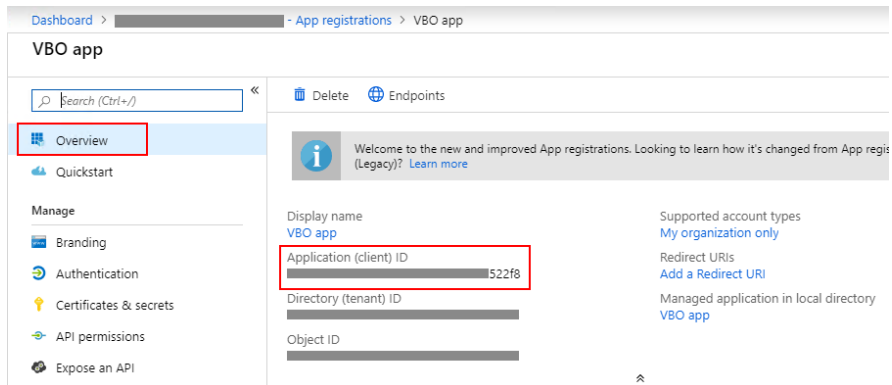 Dashboard > - App registrations > VBO app
VBO app
Search (Ctrl+/)
«
Delete
Endpoints
Overview
Quickstart
Manage
Branding
Authentication
Certificates & secrets
API permissions
Expose an API
Welcome to the new and improved App registrations. Looking to learn how it's changed from App regis
(Legacy)? Learn more
Display name
VBO app
Application (client) ID
522f8
Directory (tenant) ID
Object ID
Supported account types
My organization only
Redirect URIs
Add a Redirect URI
Managed application in local directory
VBO app